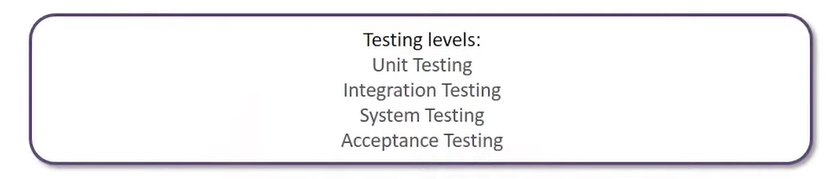 Testing levels:
Unit Testing
Integration Testing
System Testing
Acceptance Testing